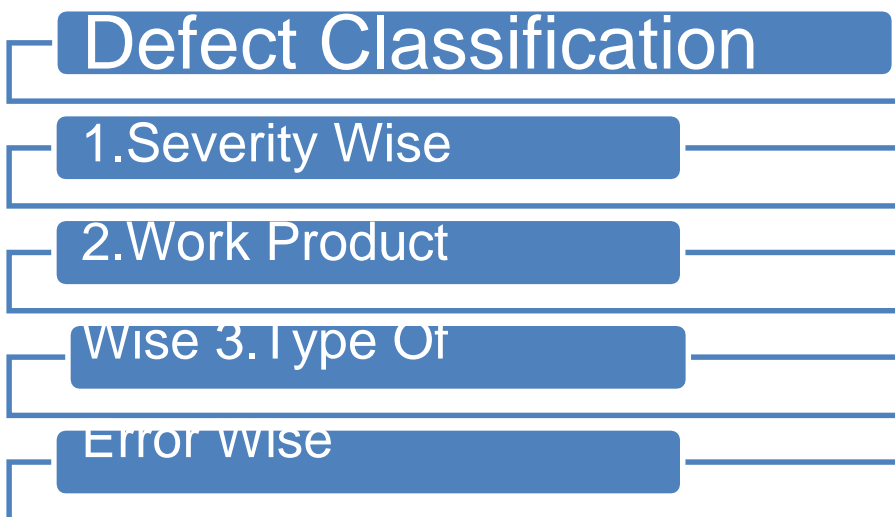 Defect Classification
1.Severity Wise
2.Work Product
Wise 3.Type Of
Error Wise